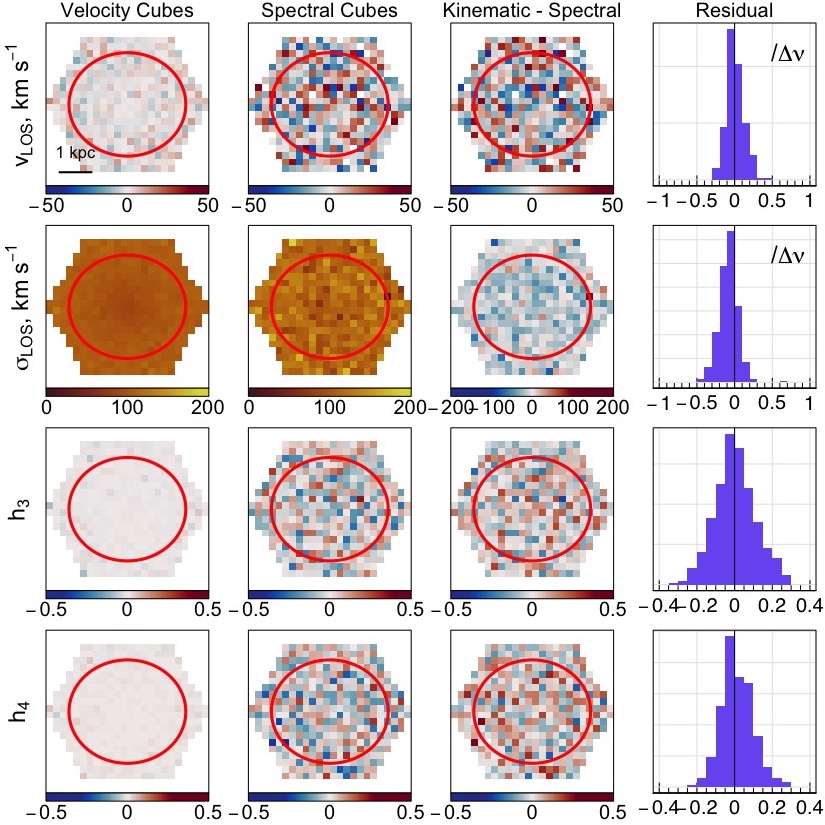 Velocity Cubes Spectral Cubes Kinematic - Spectral Residual
vLOS, km s−1
1 kpc
/Δν
−50 0 50 −50 0 50 −50 0 50 −1 −0.5 0 0.5 1
σLOS, km s−1
/Δν
0 100 200 0 100 200 −200 −100 0 100 200 −1 −0.5 0 0.5 1
h3
−0.5 0 0.5 −0.5 0 0.5 −0.5 0 0.5 −0.4 −0.2 0 0.2 0.4
h4
−0.5 0 0.5 −0.5 0 0.5 −0.5 0 0.5 −0.4 −0.2 0 0.2 0.4